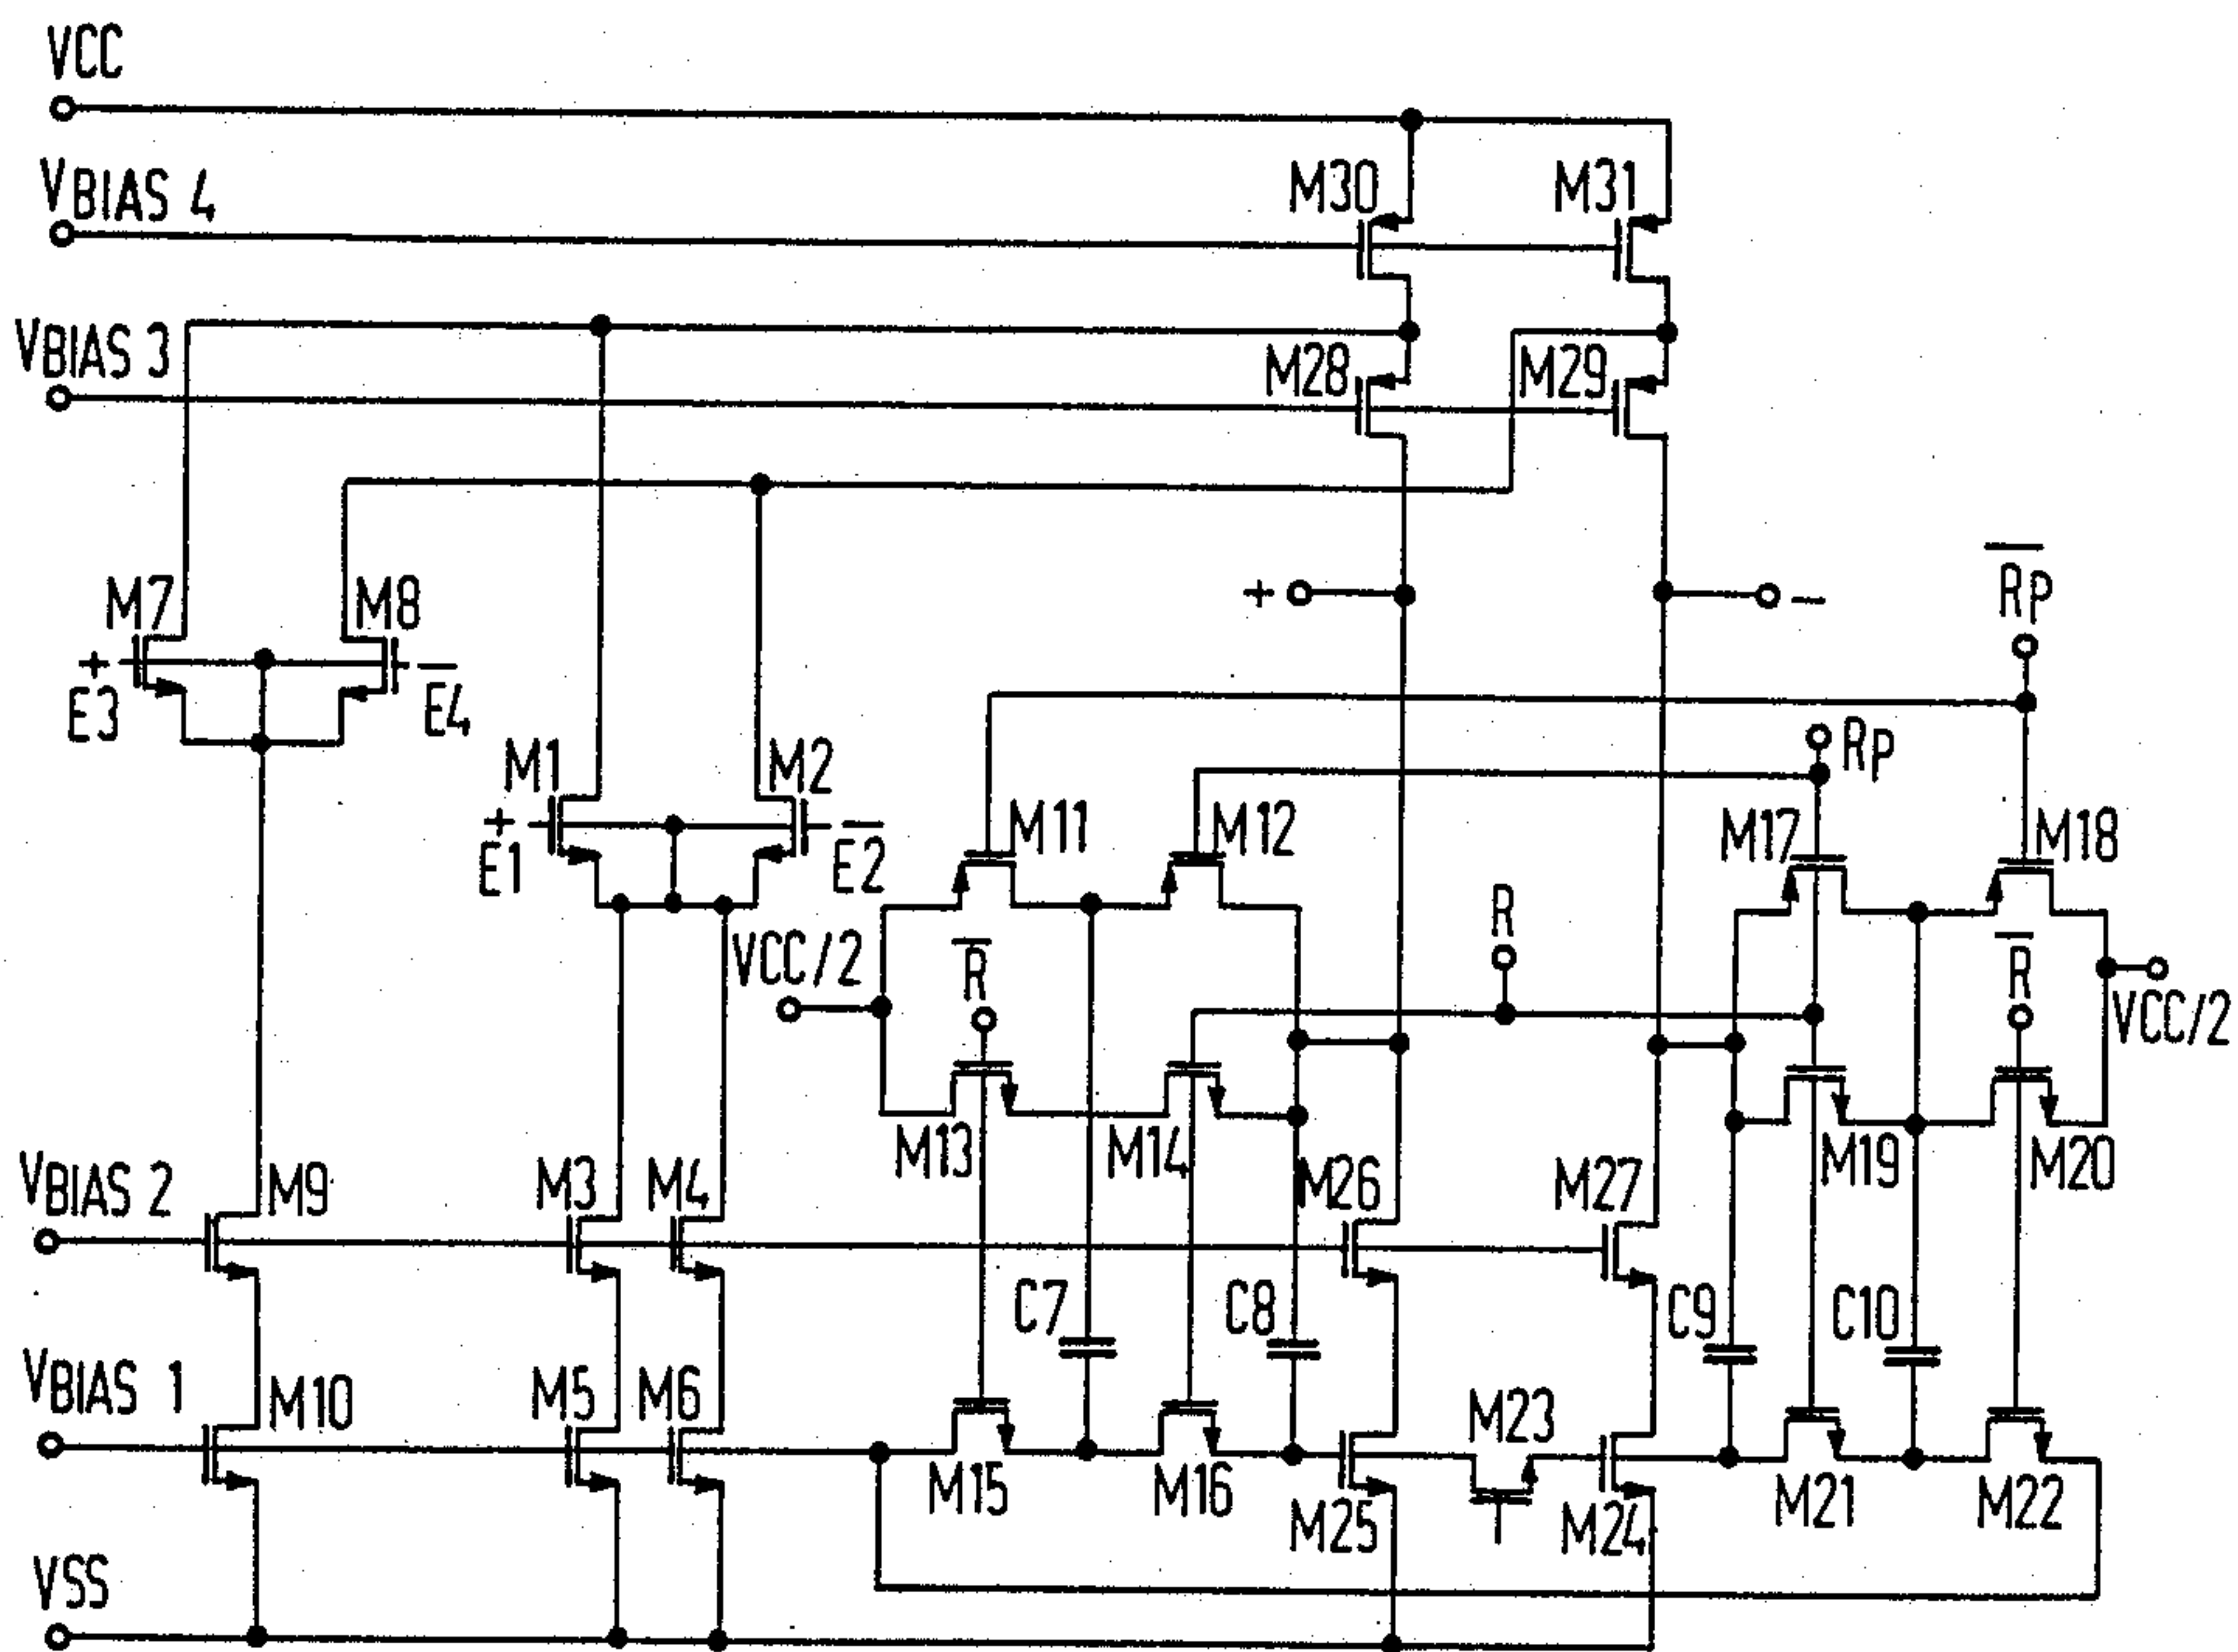 VCC
VBIAS 4
M30
M31
VBIAS 3
M28
M29
+
−
R̅P̅
M7
M8
+
E3
−
E4
RP
M1
M2
+
E1
−
E2
M11
M12
M17
M18
VCC/2
R̅
R
R̅
VCC/2
M13
M14
M19
M20
VBIAS 2
M9
M3
M4
M26
M27
C7
C8
C9
C10
VBIAS 1
M10
M5
M6
M23
M15
M16
M25
M24
M21
M22
VSS